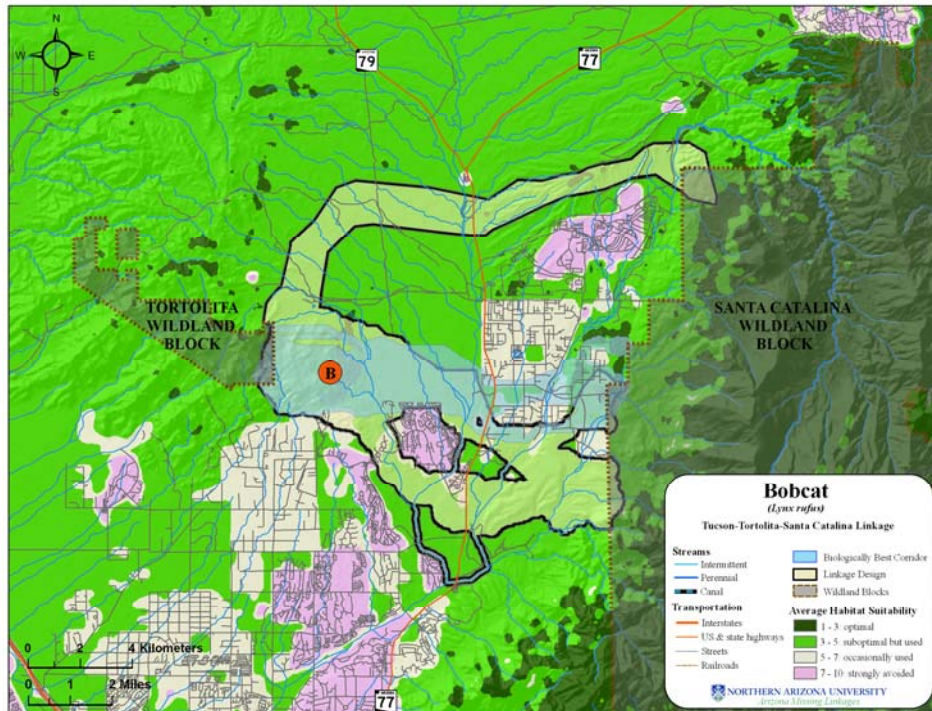 N
W E
S
79
77
TORTOLITA
WILDLAND
BLOCK
SANTA CATALINA
WILDLAND
BLOCK
B
77
0 2 4 Kilometers
0 1 2 Miles
Bobcat
(Lynx rufus)
Tucson-Tortolita-Santa Catalina Linkage
Streams
Intermittent
Perennial
Canal
Transportation
Interstates
US & state highways
Streets
Railroads
Biologically Best Corridor
Linkage Design
Wildland Blocks
Average Habitat Suitability
1 - 3: optimal
3 - 5: suboptimal but used
5 - 7: occasionally used
7 - 10: strongly avoided
NORTHERN ARIZONA UNIVERSITY
Arizona Missing Linkages